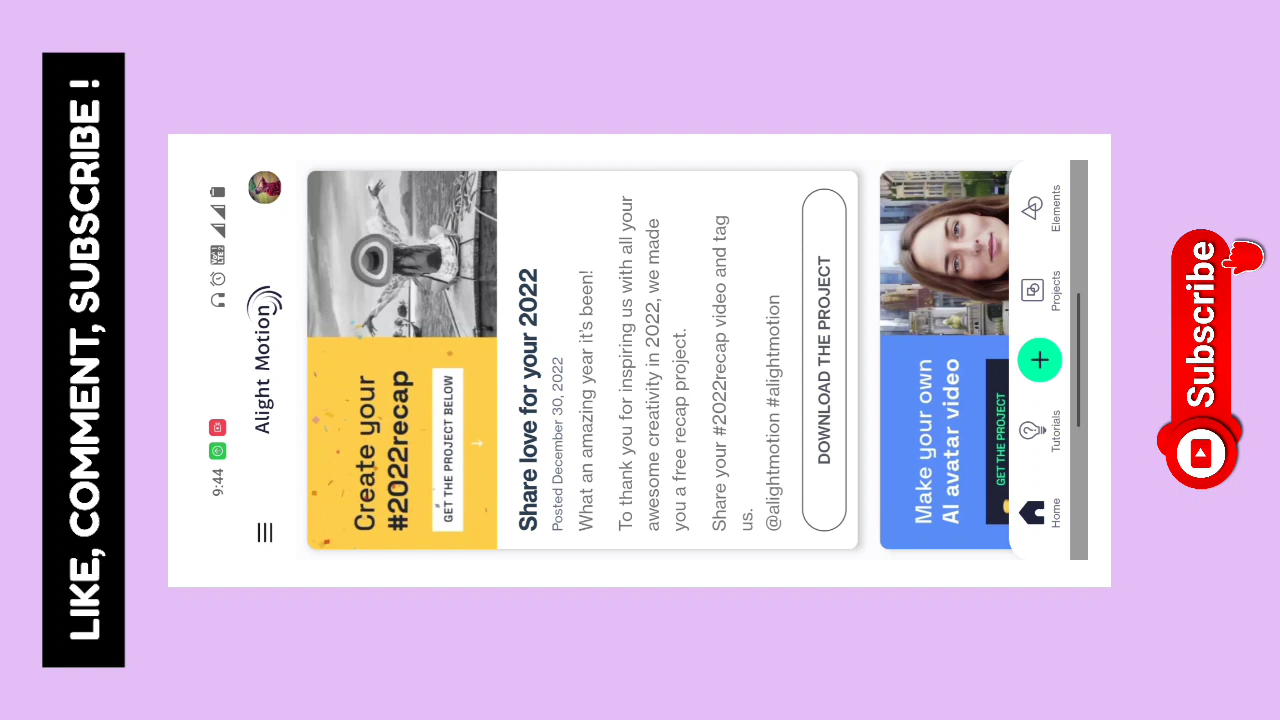 LIKE, COMMENT, SUBSCRIBE !
9:44
Alight Motion
Create your
#2022recap
GET THE PROJECT BELOW
Share love for your 2022
Posted December 30, 2022
What an amazing year it's been!
To thank you for inspiring us with all your
awesome creativity in 2022, we made
you a free recap project.
Share your #2022recap video and tag
us.
@alightmotion #alightmotion
DOWNLOAD THE PROJECT
Make your own
AI avatar video
GET THE PROJECT
Home
Tutorials
Projects
Elements
Subscribe